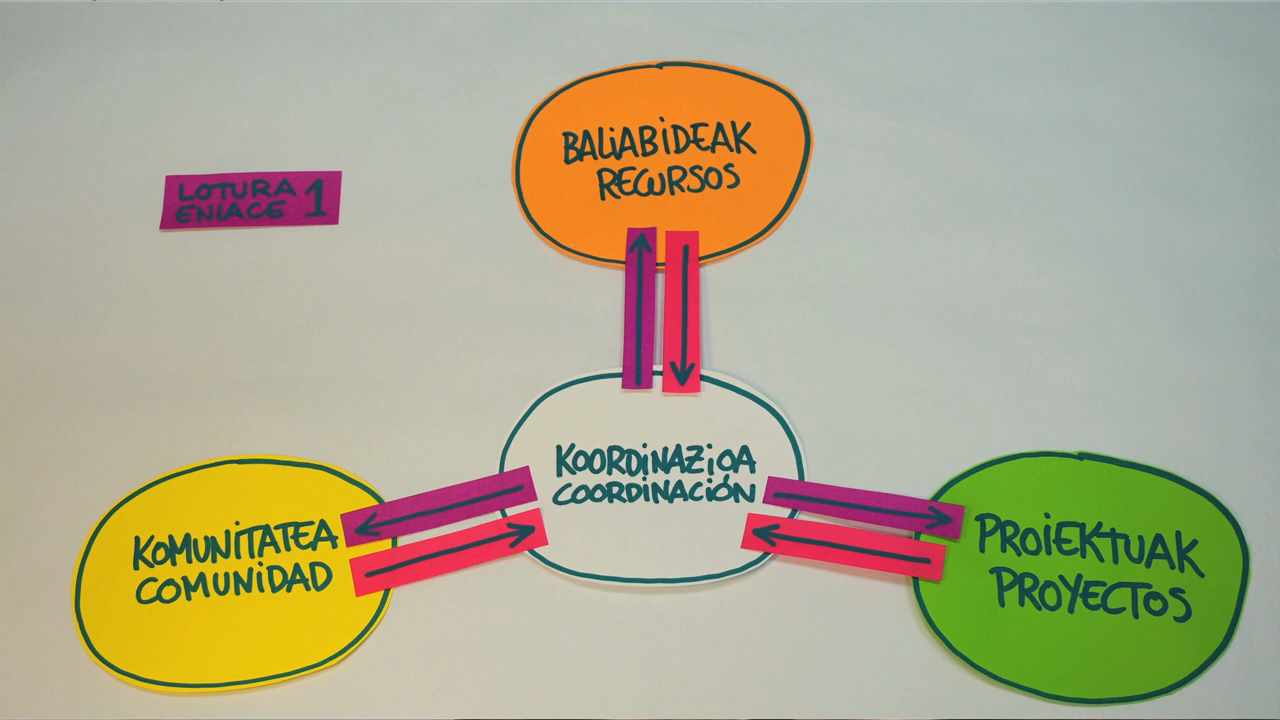 BALIABIDEAK
RECURSOS
LOTURA
ENLACE 1
KOORDINAZIOA
COORDINACIÓN
KOMUNITATEA
COMUNIDAD
PROIEKTUAK
PROYECTOS